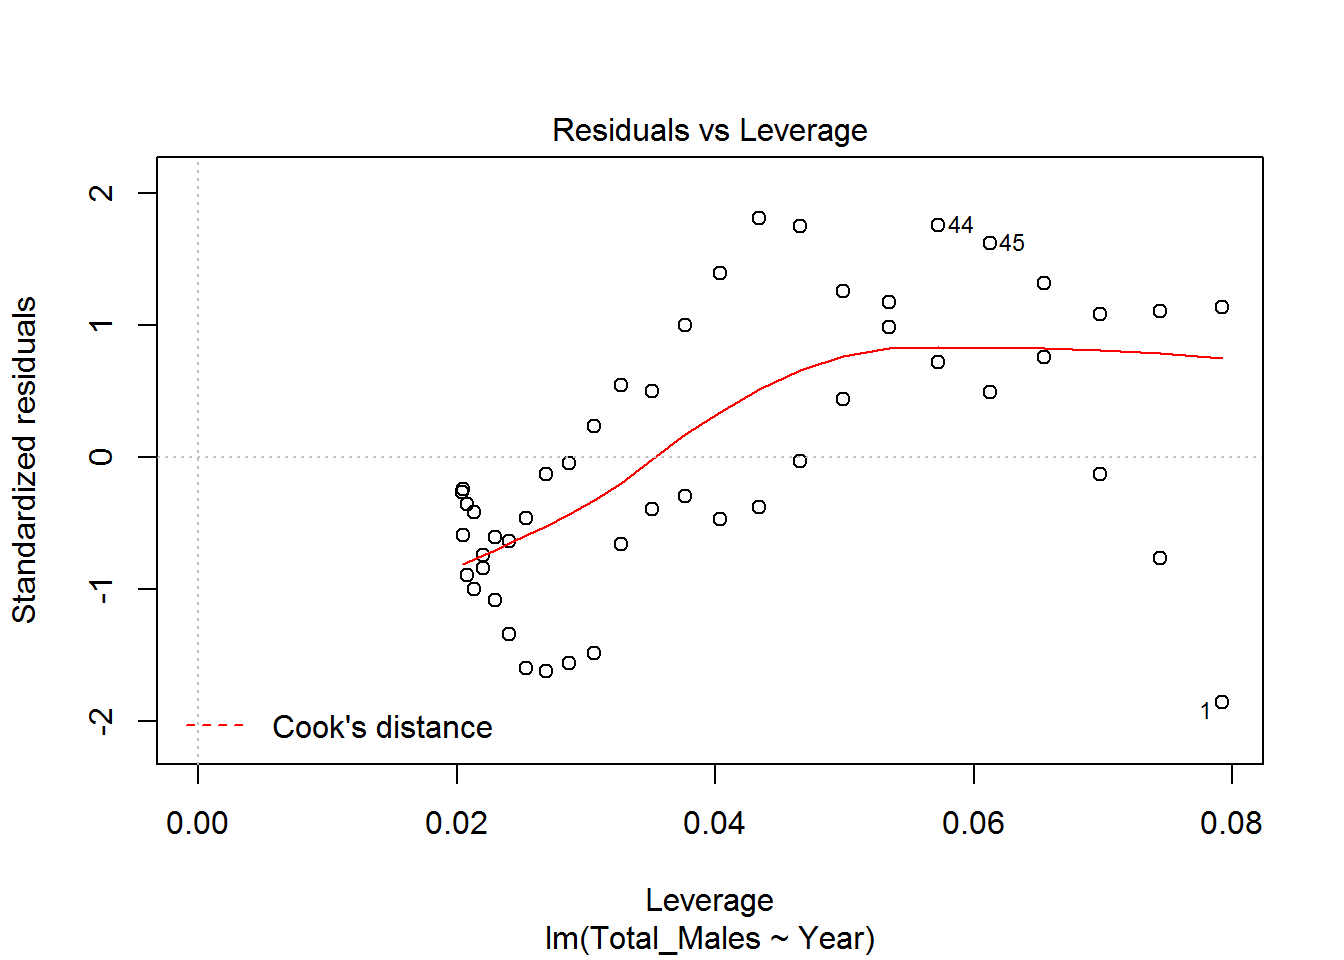 Residuals vs Leverage
Standardized residuals
2
1
0
-1
-2
44
45
1
Cook's distance
0.00 0.02 0.04 0.06 0.08
Leverage
lm(Total_Males ~ Year)